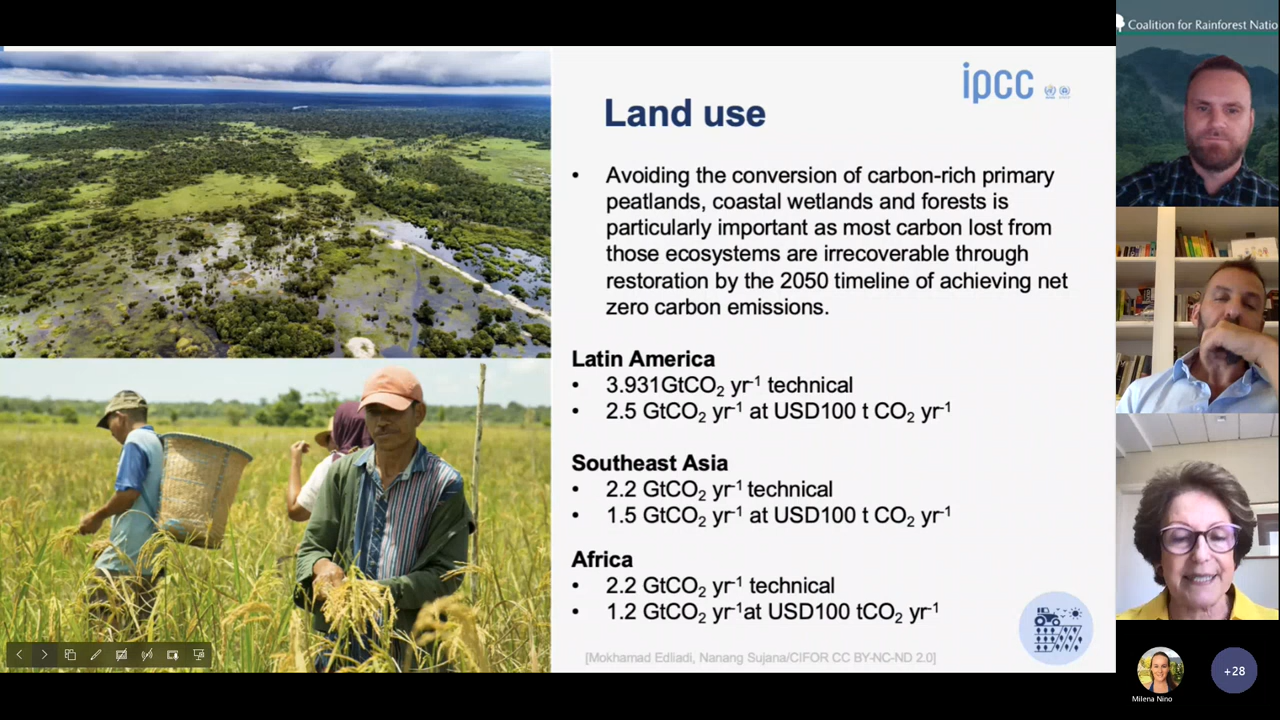 Coalition for Rainforest Natio
ipcc
Land use
• Avoiding the conversion of carbon-rich primary
peatlands, coastal wetlands and forests is
particularly important as most carbon lost from
those ecosystems are irrecoverable through
restoration by the 2050 timeline of achieving net
zero carbon emissions.
Latin America
• 3.931GtCO₂ yr⁻¹ technical
• 2.5 GtCO₂ yr⁻¹ at USD100 t CO₂ yr⁻¹
Southeast Asia
• 2.2 GtCO₂ yr⁻¹ technical
• 1.5 GtCO₂ yr⁻¹ at USD100 t CO₂ yr⁻¹
Africa
• 2.2 GtCO₂ yr⁻¹ technical
• 1.2 GtCO₂ yr⁻¹at USD100 tCO₂ yr⁻¹
[Mokhamad Edliadi, Nanang Sujana/CIFOR CC BY-NC-ND 2.0]
Milena Nino
+28